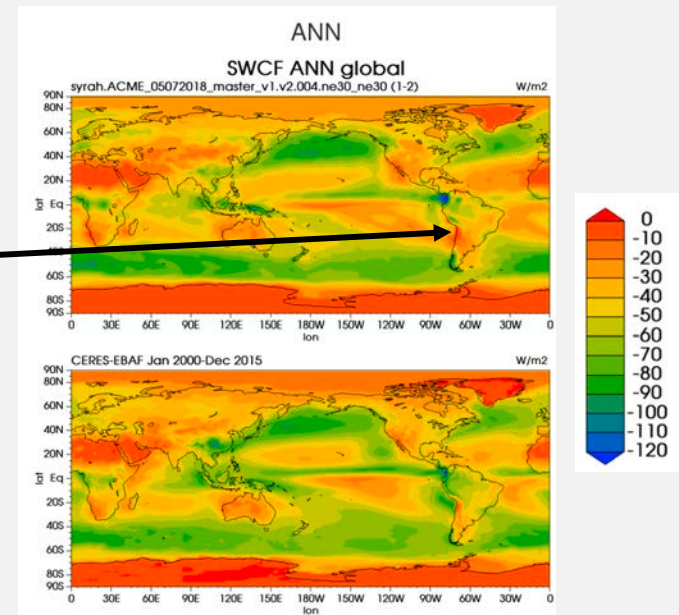 ANN
SWCF ANN global
syrah.ACME_05072018_master_v1.v2.004.ne30_ne30 (1-2) W/m2
90N
80N
60N
40N
20N
lat Eq
20S
40S
60S
80S
90S
0 30E 60E 90E 120E 150E 180W 150W 120W 90W 60W 30W 0
lon
CERES-EBAF Jan 2000-Dec 2015 W/m2
90N
80N
60N
40N
20N
lat Eq
20S
40S
60S
80S
90S
0 30E 60E 90E 120E 150E 180W 150W 120W 90W 60W 30W 0
lon
0
-10
-20
-30
-40
-50
-60
-70
-80
-90
-100
-110
-120